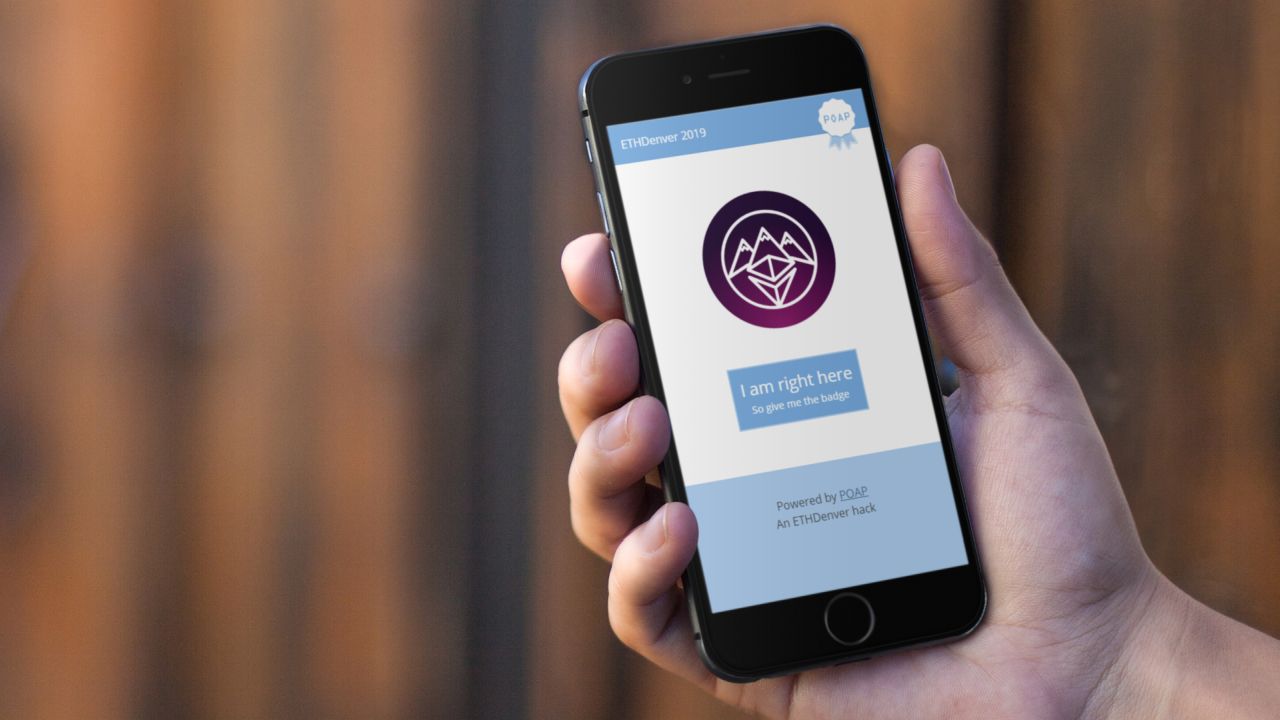 ETHDenver 2019
POAP
I am right here
So give me the badge
Powered by POAP
An ETHDenver hack